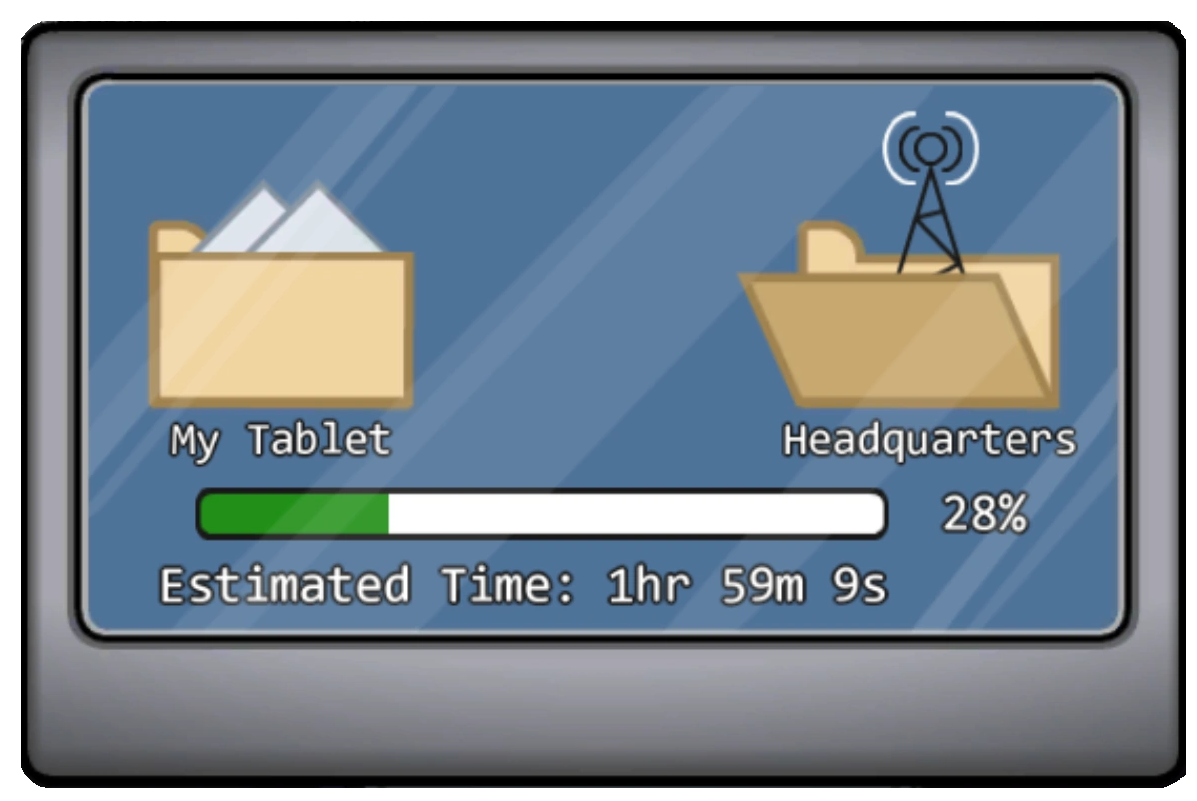 My Tablet
Headquarters
28%
Estimated Time: 1hr 59m 9s